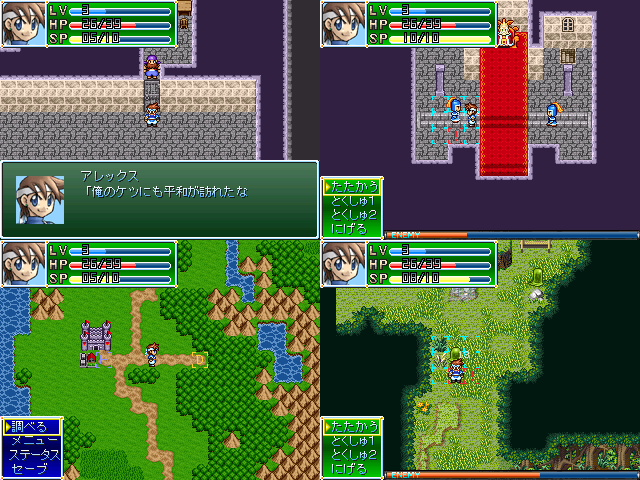 LV 3
HP 26/39
SP 05/10
アレックス
「俺のケツにも平和が訪れたな
LV 3
HP 26/39
SP 10/10
たたかう
とくしゅ1
とくしゅ2
にげる
ENEMY
LV 3
HP 26/39
SP 05/10
D
調べる
メニュー
ステータス
セーブ
LV 3
HP 26/39
SP 08/10
たたかう
とくしゅ1
とくしゅ2
にげる
ENEMY